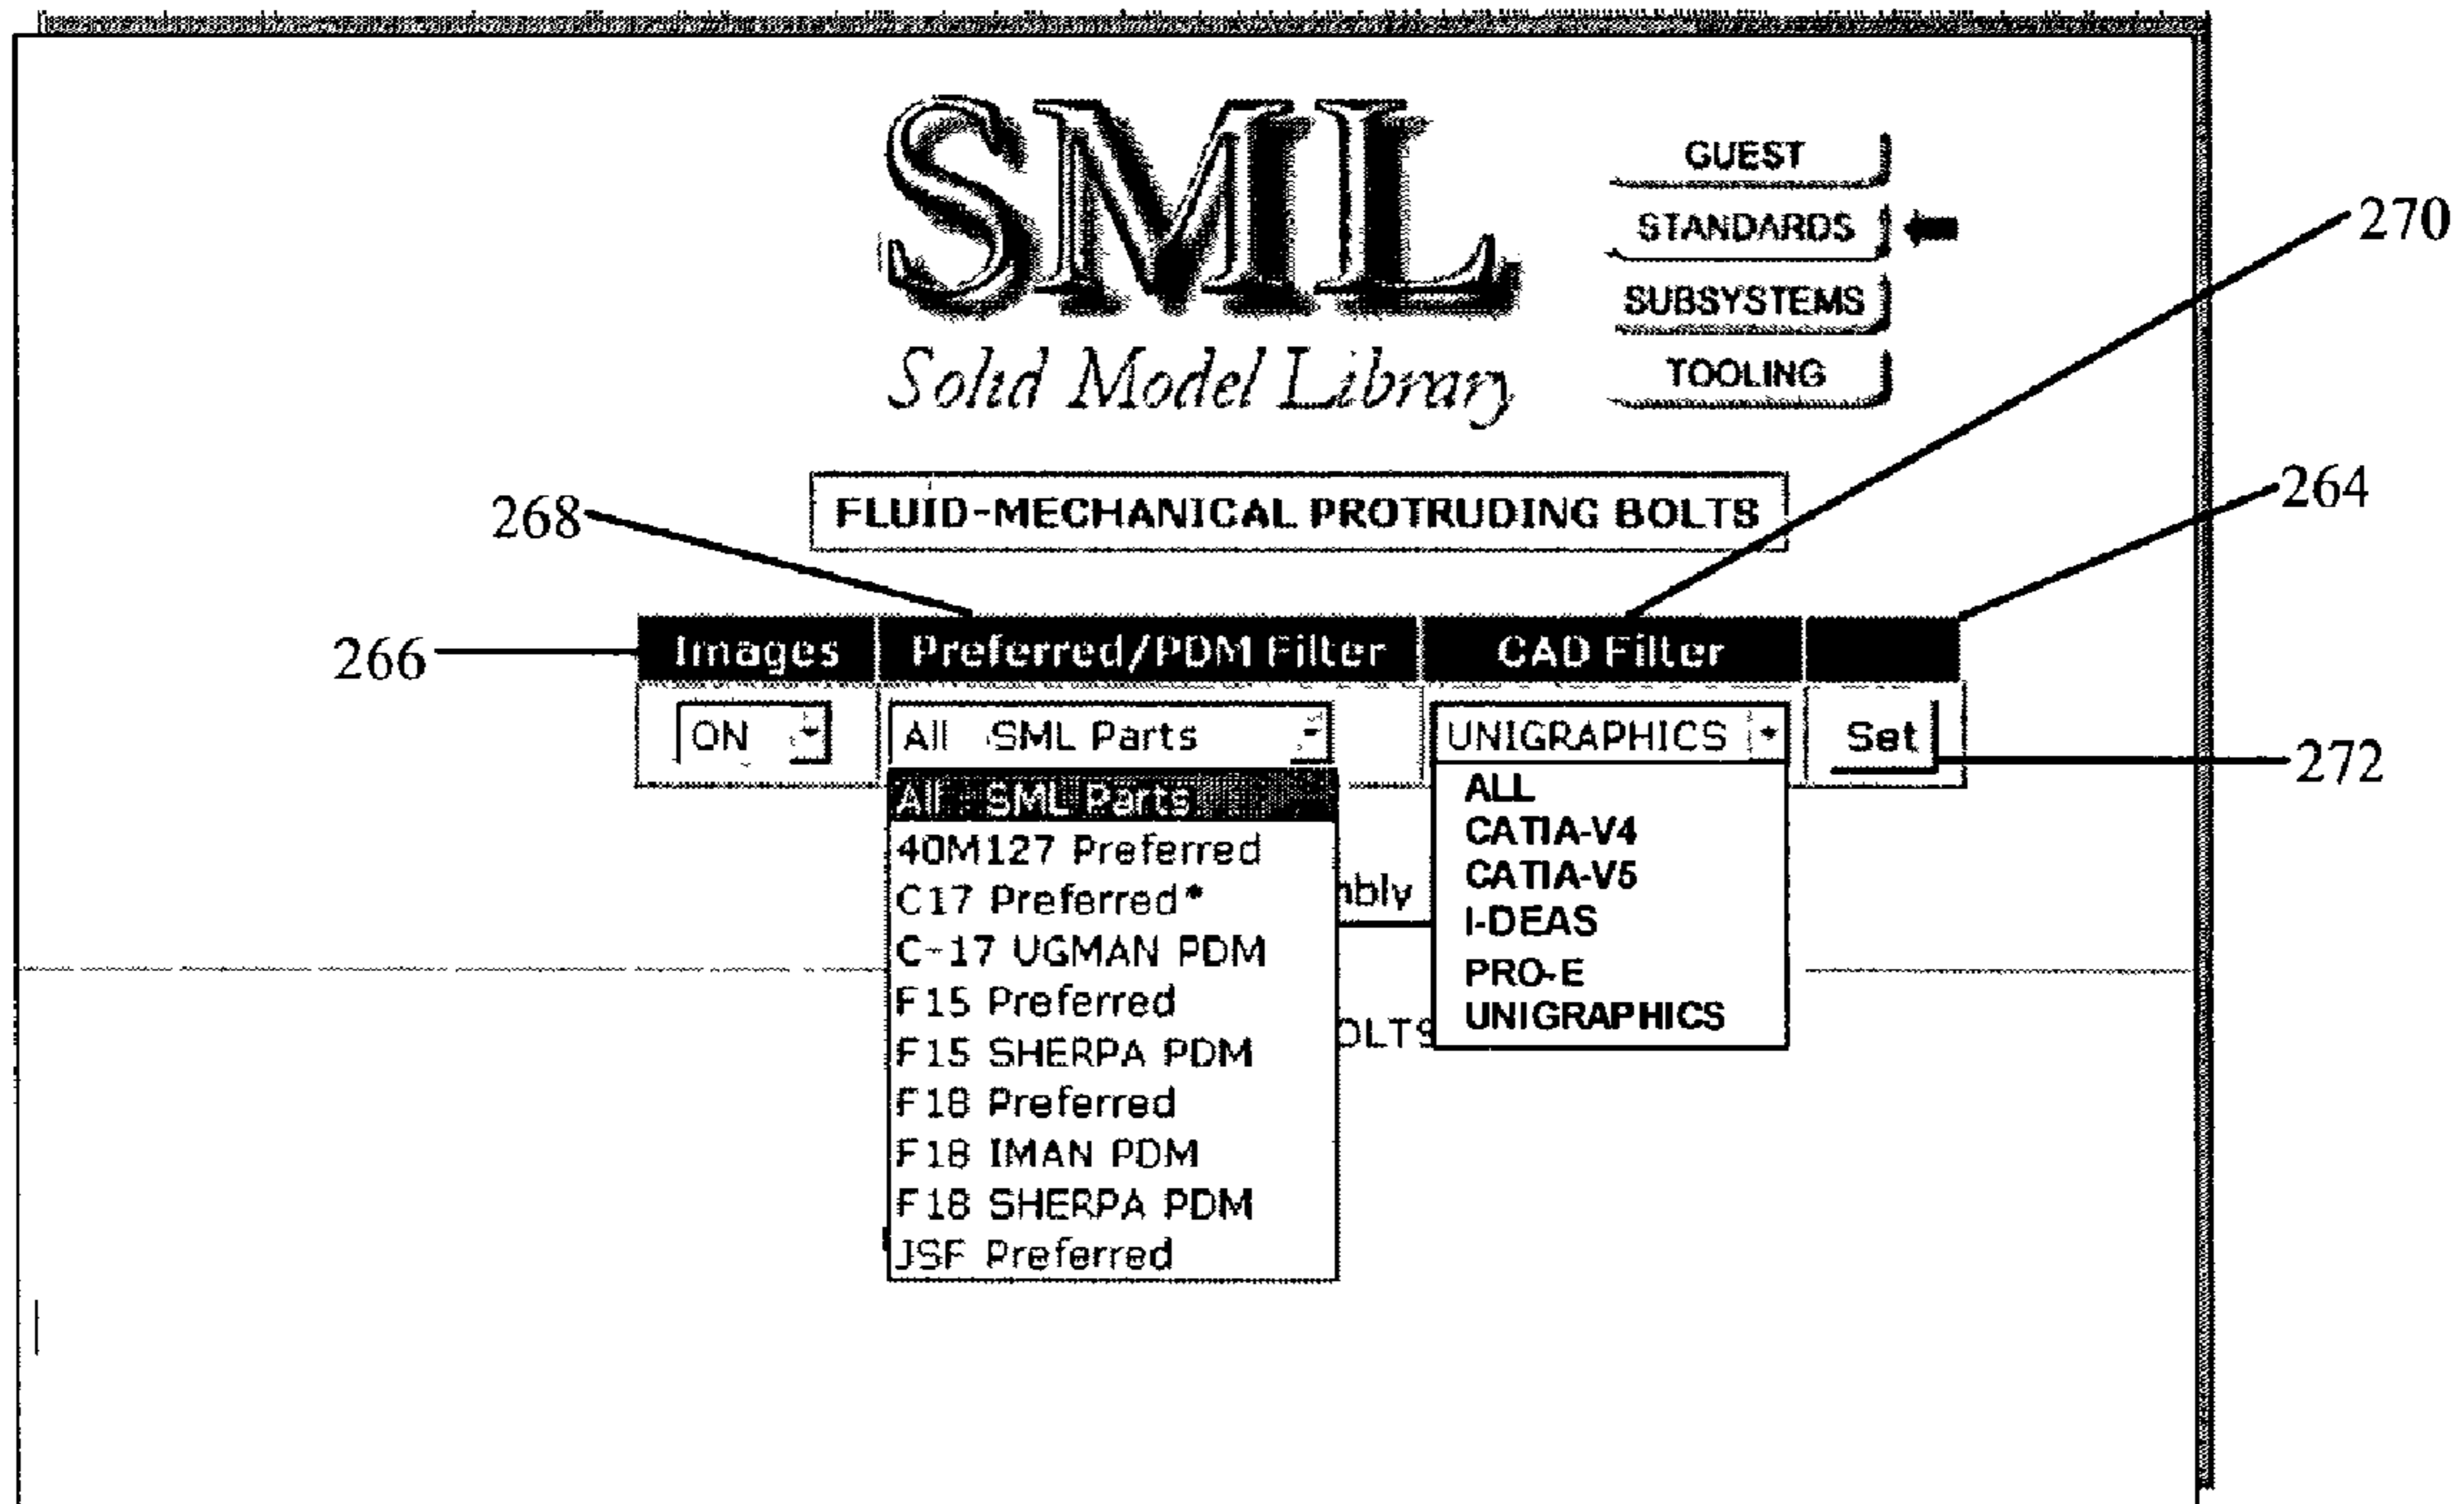 SML
Solid Model Library
GUEST
STANDARDS
SUBSYSTEMS
TOOLING
270
FLUID-MECHANICAL PROTRUDING BOLTS
268
264
266
Images Preferred/PDM Filter CAD Filter
ON All SML Parts UNIGRAPHICS Set
272
All - SML Parts
40M127 Preferred
C17 Preferred*
C-17 UGMAN PDM
F15 Preferred
F15 SHERPA PDM
F18 Preferred
F18 IMAN PDM
F18 SHERPA PDM
JSF Preferred
ALL
CATIA-V4
CATIA-V5
I-DEAS
PRO-E
UNIGRAPHICS
mbly
OLTS